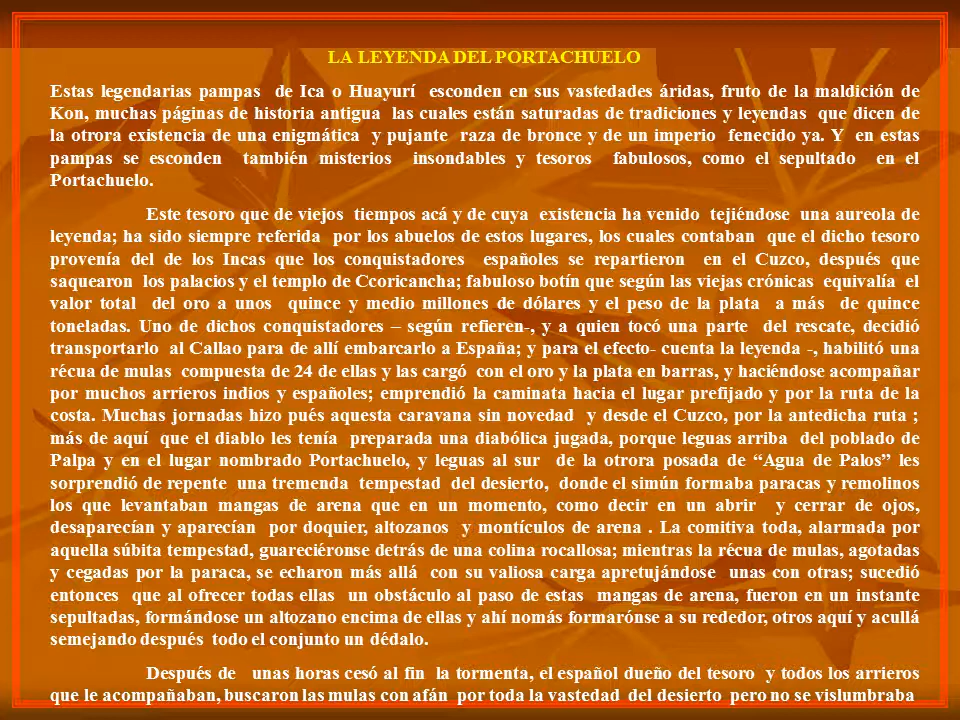 LA LEYENDA DEL PORTACHUELO
Estas legendarias pampas de Ica o Huayurí esconden en sus vastedades áridas, fruto de la maldición de
Kon, muchas páginas de historia antigua las cuales están saturadas de tradiciones y leyendas que dicen de
la otrora existencia de una enigmática y pujante raza de bronce y de un imperio fenecido ya. Y en estas
pampas se esconden también misterios insondables y tesoros fabulosos, como el sepultado en el
Portachuelo.
Este tesoro que de viejos tiempos acá y de cuya existencia ha venido tejiéndose una aureola de
leyenda; ha sido siempre referida por los abuelos de estos lugares, los cuales contaban que el dicho tesoro
provenía del de los Incas que los conquistadores españoles se repartieron en el Cuzco, después que
saquearon los palacios y el templo de Ccoricancha; fabuloso botín que según las viejas crónicas equivalía el
valor total del oro a unos quince y medio millones de dólares y el peso de la plata a más de quince
toneladas. Uno de dichos conquistadores – según refieren-, y a quien tocó una parte del rescate, decidió
transportarlo al Callao para de allí embarcarlo a España; y para el efecto- cuenta la leyenda -, habilitó una
récua de mulas compuesta de 24 de ellas y las cargó con el oro y la plata en barras, y haciéndose acompañar
por muchos arrieros indios y españoles; emprendió la caminata hacia el lugar prefijado y por la ruta de la
costa. Muchas jornadas hizo pués aquesta caravana sin novedad y desde el Cuzco, por la antedicha ruta ;
más de aquí que el diablo les tenía preparada una diabólica jugada, porque leguas arriba del poblado de
Palpa y en el lugar nombrado Portachuelo, y leguas al sur de la otrora posada de “Agua de Palos” les
sorprendió de repente una tremenda tempestad del desierto, donde el simún formaba paracas y remolinos
los que levantaban mangas de arena que en un momento, como decir en un abrir y cerrar de ojos,
desaparecían y aparecían por doquier, altozanos y montículos de arena . La comitiva toda, alarmada por
aquella súbita tempestad, guareciéronse detrás de una colina rocallosa; mientras la récua de mulas, agotadas
y cegadas por la paraca, se echaron más allá con su valiosa carga apretujándose unas con otras; sucedió
entonces que al ofrecer todas ellas un obstáculo al paso de estas mangas de arena, fueron en un instante
sepultadas, formándose un altozano encima de ellas y ahí nomás formarónse a su rededor, otros aquí y acullá
semejando después todo el conjunto un dédalo.
Después de unas horas cesó al fin la tormenta, el español dueño del tesoro y todos los arrieros
que le acompañaban, buscaron las mulas con afán por toda la vastedad del desierto pero no se vislumbraba